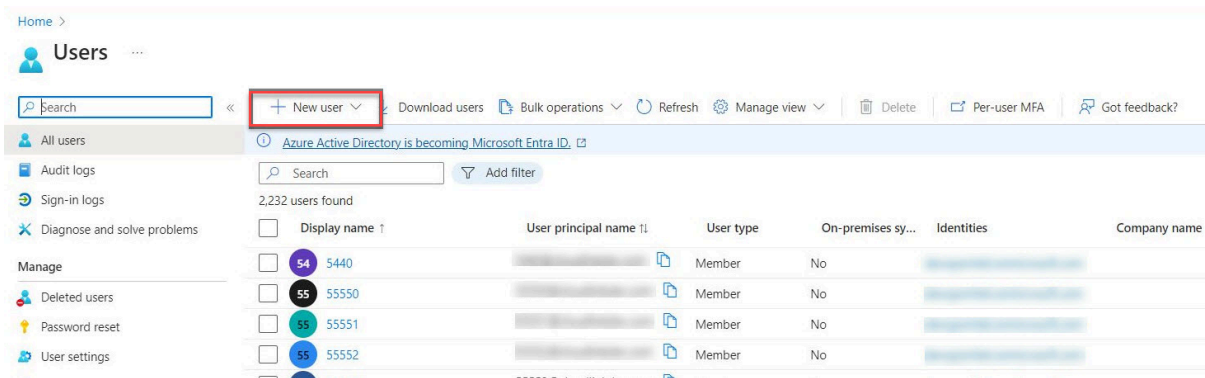 Home >
Users ...
Search
«
New user
Download users
Bulk operations
Refresh
Manage view
Delete
Per-user MFA
Got feedback?
All users
Audit logs
Sign-in logs
Diagnose and solve problems
Manage
Deleted users
Password reset
User settings
Azure Active Directory is becoming Microsoft Entra ID.
Search
Add filter
2,232 users found
Display name ↑ User principal name ↑↓ User type On-premises sy... Identities Company name
54 5440 Member No
55 55550 Member No
55 55551 Member No
55 55552 Member No